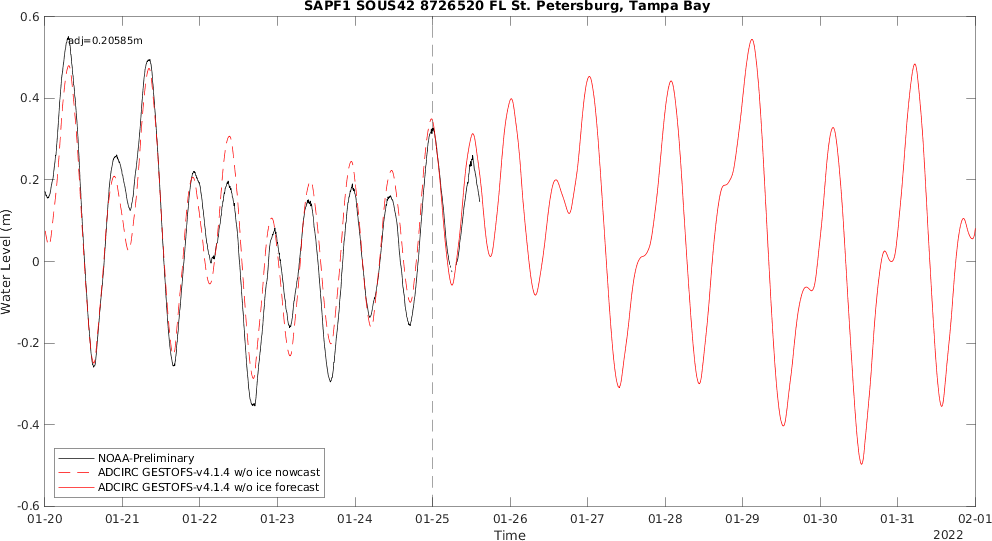 SAPF1 SOUS42 8726520 FL St. Petersburg, Tampa Bay
adj=0.20585m
0.6
0.4
0.2
0
-0.2
-0.4
-0.6
Water Level (m)
NOAA-Preliminary
ADCIRC GESTOFS-v4.1.4 w/o ice nowcast
ADCIRC GESTOFS-v4.1.4 w/o ice forecast
01-20 01-21 01-22 01-23 01-24 01-25 01-26 01-27 01-28 01-29 01-30 01-31 02-01
Time
2022